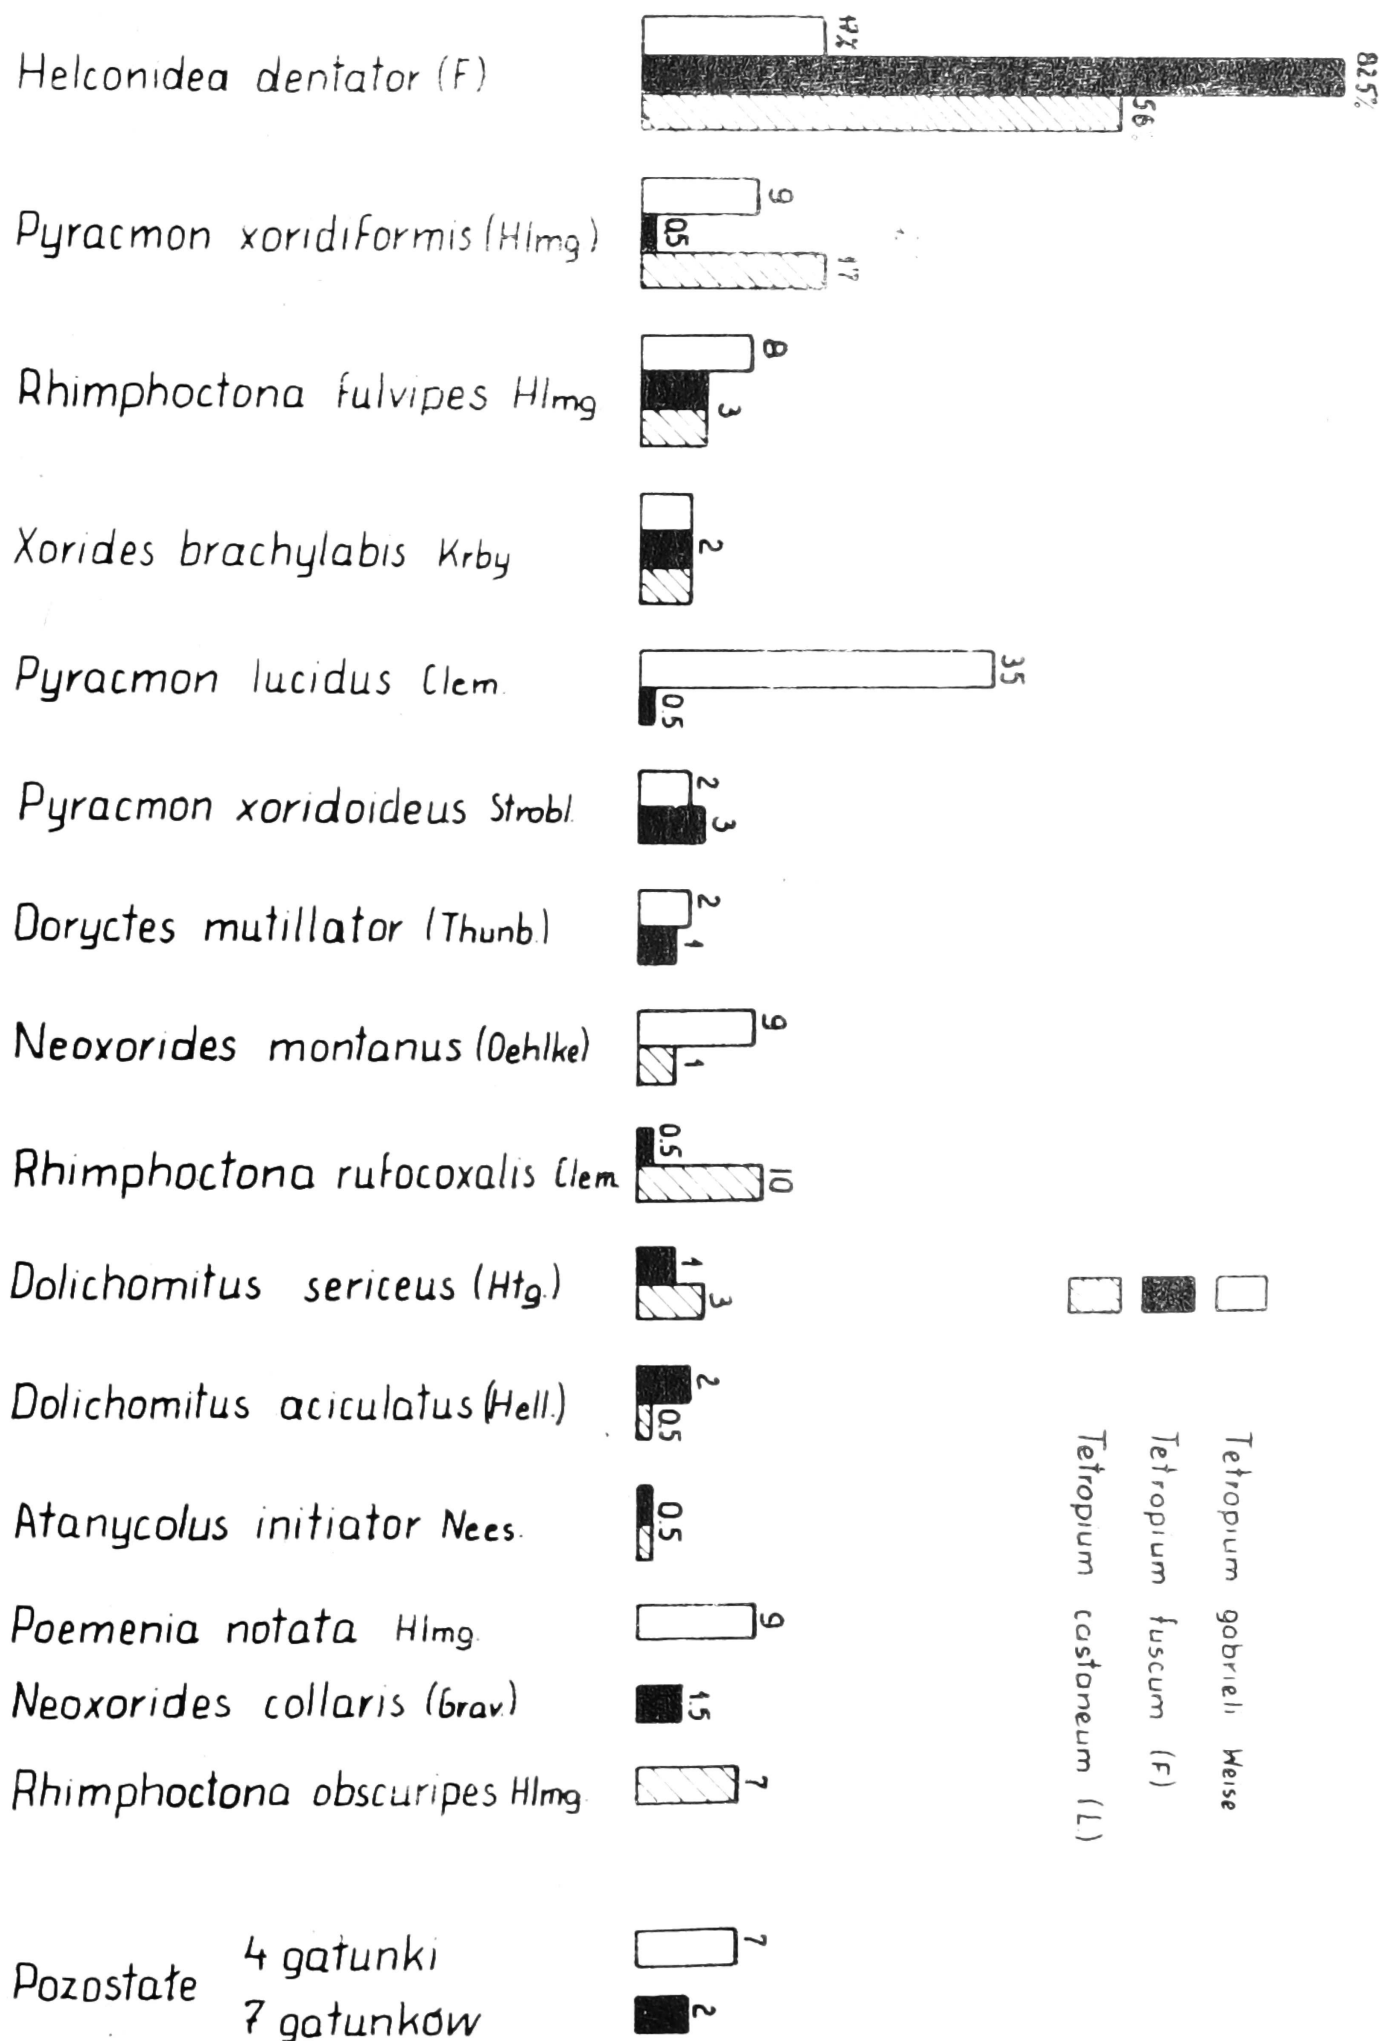 Helconidea dentator (F)
17%
82.5%
56
Pyracmon xoridiformis (Hlmg)
9
0.5
17
Rhimphoctona fulvipes Hlmg
8
3
Xorides brachylabis Krby
2
Pyracmon lucidus Clem.
35
0.5
Pyracmon xoridoideus Strobl.
2
3
Doryctes mutillator (Thunb.)
2
1
Neoxorides montanus (Oehlke)
9
1
Rhimphoctona rufocoxalis Clem
0.5
10
Dolichomitus sericeus (Htg.)
1
3
Dolichomitus aciculatus (Hell.)
2
0.5
Atanycolus initiator Nees.
0.5
Poemenia notata Hlmg.
9
Neoxorides collaris (Grav.)
1.5
Rhimphoctona obscuripes Hlmg.
7
Pozostałe
4 gatunki
7
7 gatunków
2
Tetropium gabrieli Weise
Tetropium fuscum (F)
Tetropium castaneum (L.)